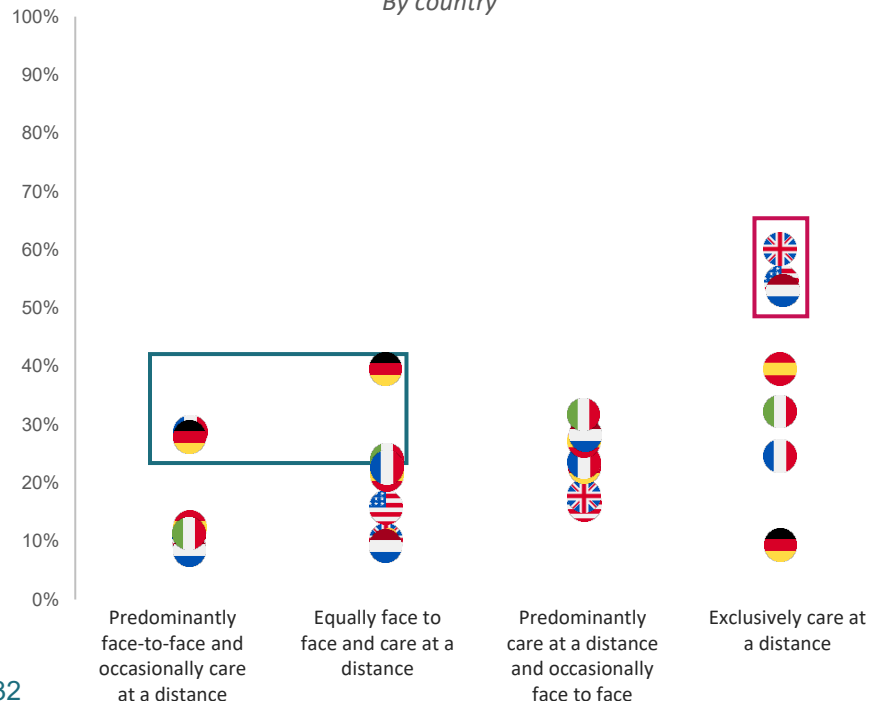 By country
100%
90%
80%
70%
60%
50%
40%
30%
20%
10%
0%
Predominantly
face-to-face and
occasionally care
at a distance
Equally face to
face and care at a
distance
Predominantly
care at a distance
and occasionally
face to face
Exclusively care at
a distance
32